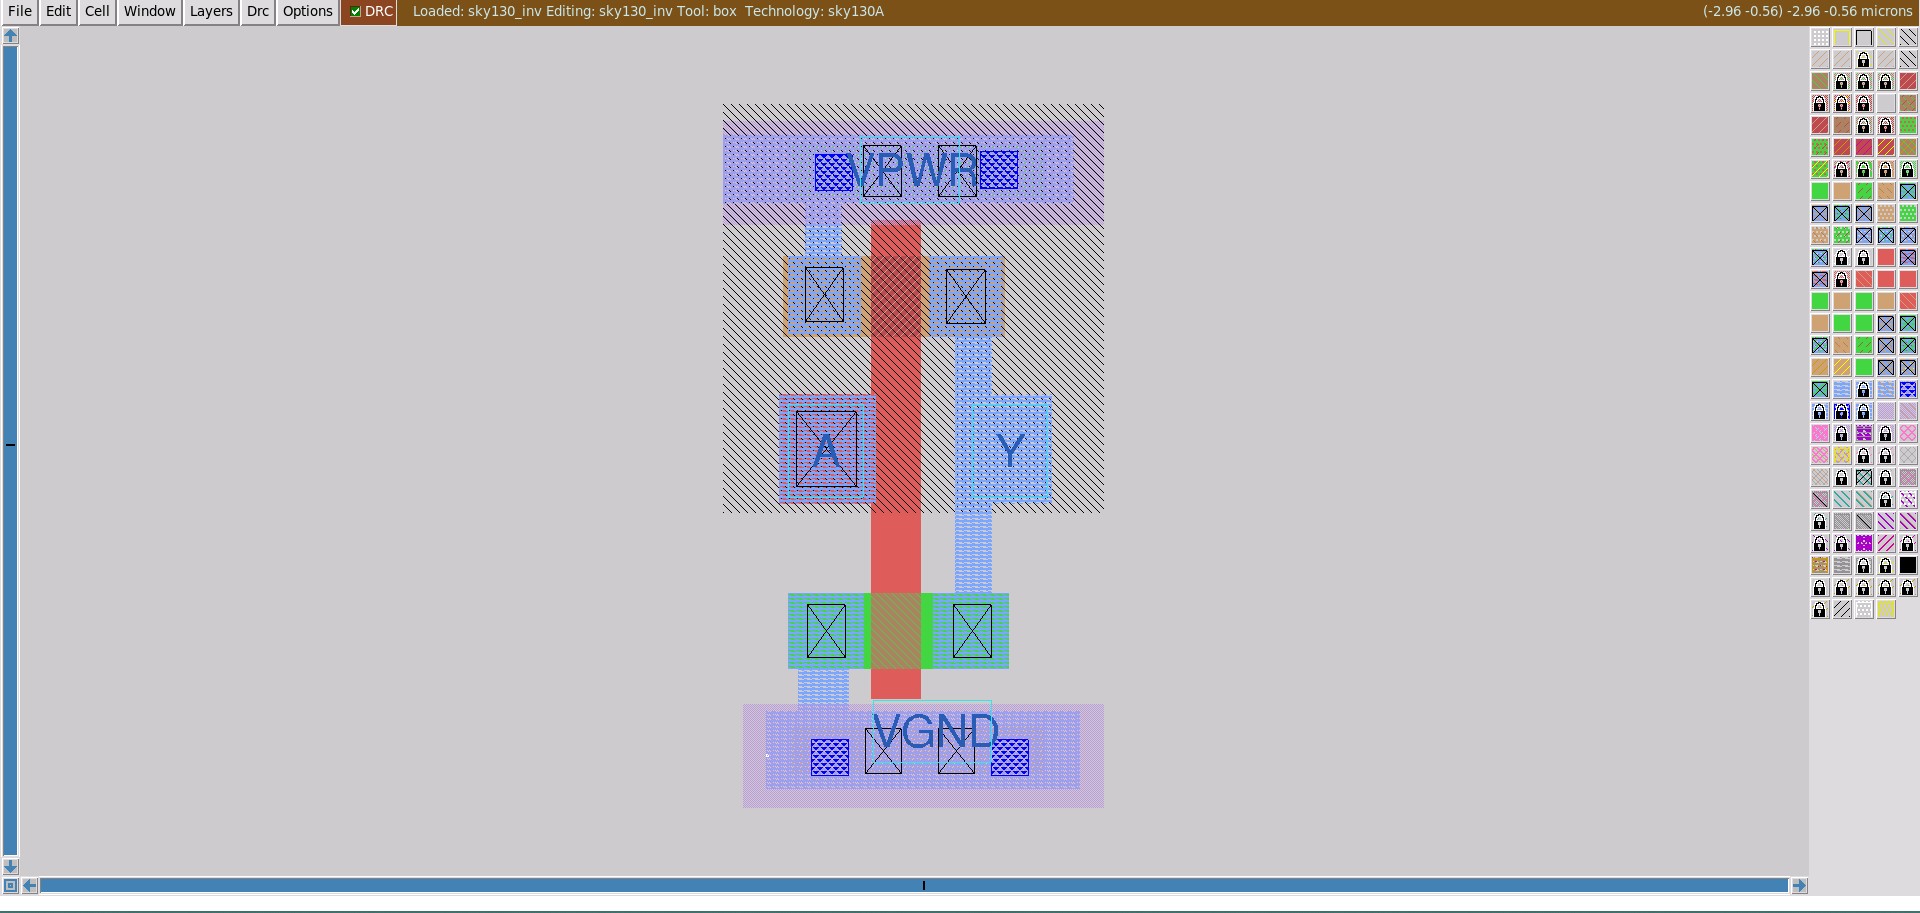 File Edit Cell Window Layers Drc Options DRC Loaded: sky130_inv Editing: sky130_inv Tool: box Technology: sky130A (-2.96 -0.56) -2.96 -0.56 microns
VPWR
A Y
VGND